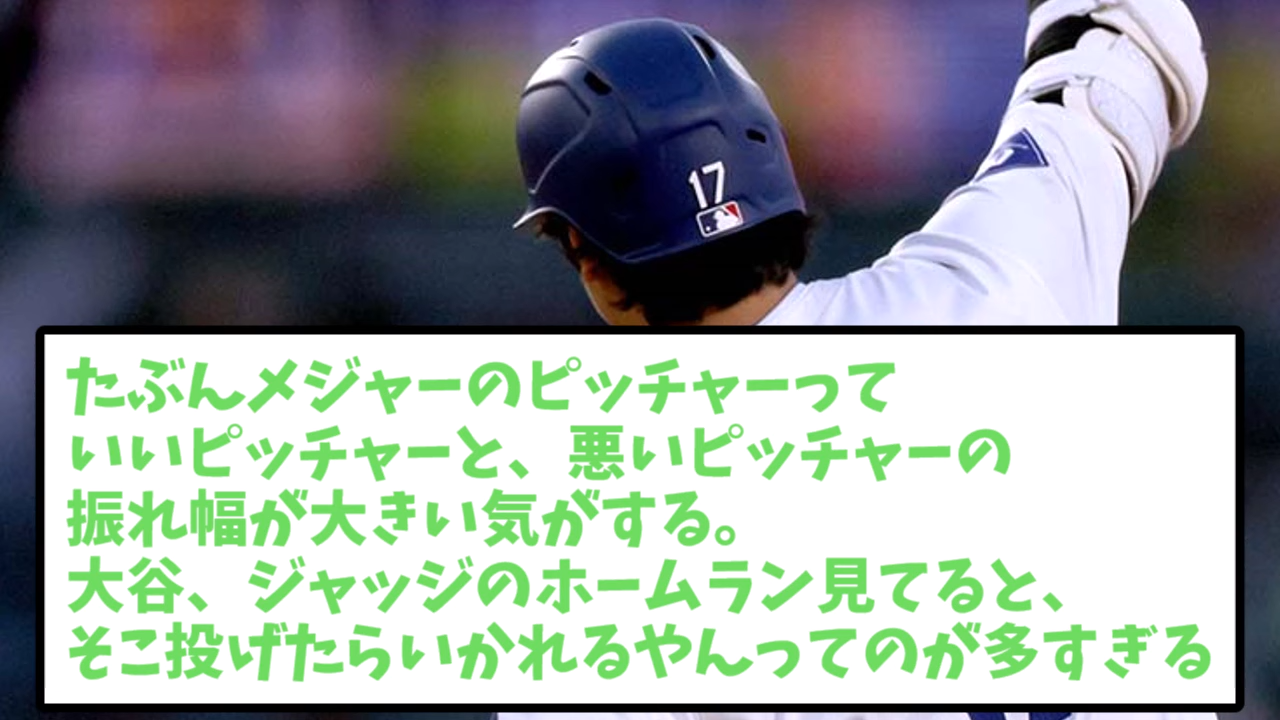 17
たぶんメジャーのピッチャーって
いいピッチャーと、悪いピッチャーの
振れ幅が大きい気がする。
大谷、ジャッジのホームラン見てると、
そこ投げたらいかれるやんってのが多すぎる